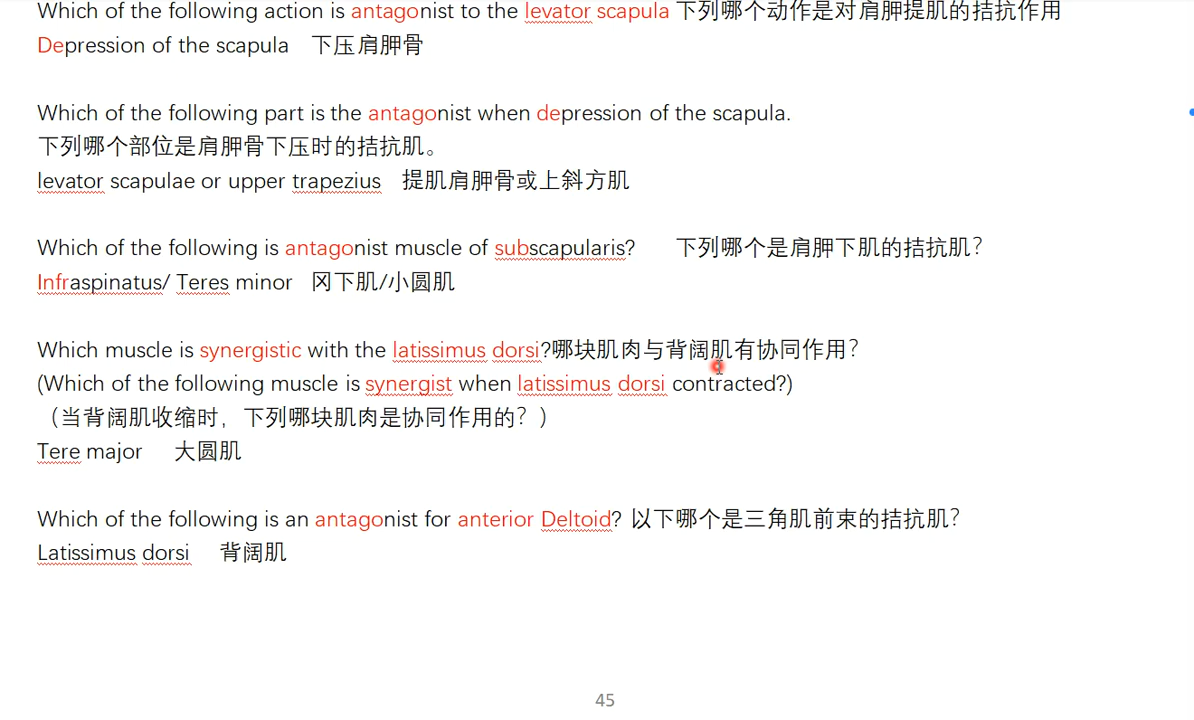 Which of the following action is antagonist to the levator scapula 下列哪个动作是对肩胛提肌的拮抗作用
Depression of the scapula 下压肩胛骨
Which of the following part is the antagonist when depression of the scapula.
下列哪个部位是肩胛骨下压时的拮抗肌。
levator scapulae or upper trapezius 提肌肩胛骨或上斜方肌
Which of the following is antagonist muscle of subscapularis? 下列哪个是肩胛下肌的拮抗肌?
Infraspinatus/ Teres minor 冈下肌/小圆肌
Which muscle is synergistic with the latissimus dorsi?哪块肌肉与背阔肌有协同作用?
(Which of the following muscle is synergist when latissimus dorsi contracted?)
（当背阔肌收缩时，下列哪块肌肉是协同作用的？）
Tere major 大圆肌
Which of the following is an antagonist for anterior Deltoid? 以下哪个是三角肌前束的拮抗肌?
Latissimus dorsi 背阔肌
45